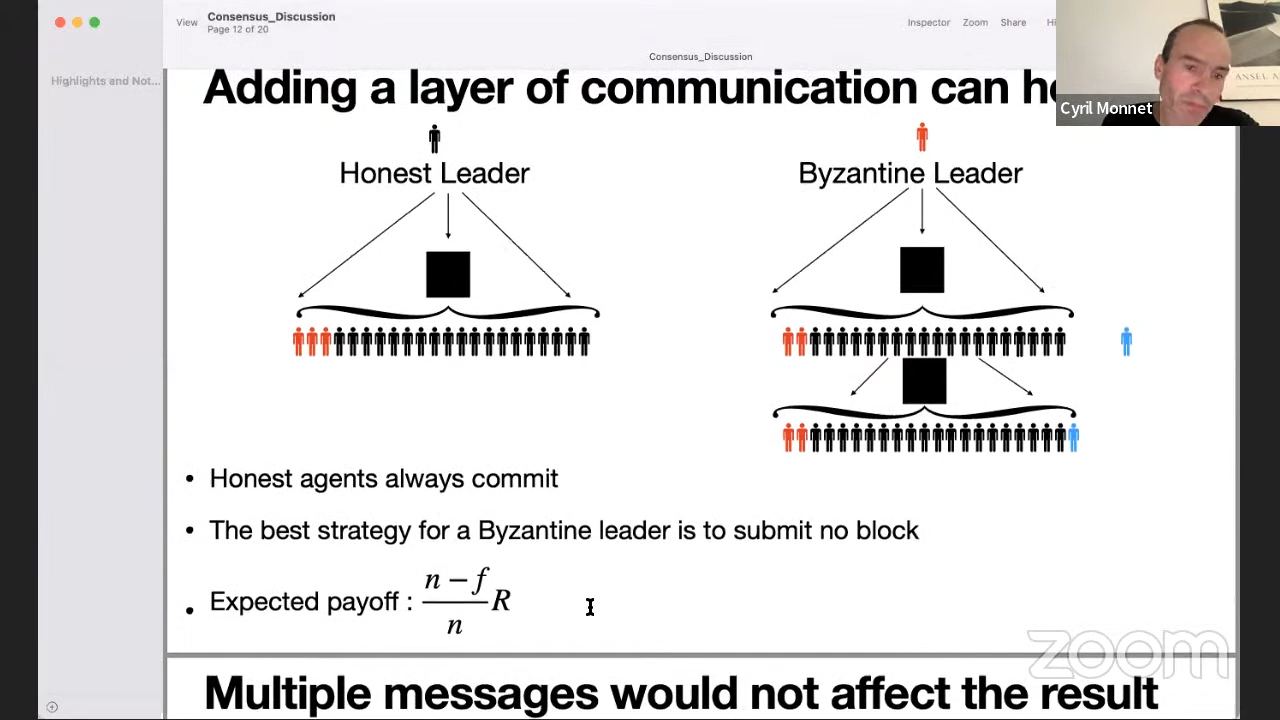 View
Consensus_Discussion
Page 12 of 20
Inspector
Zoom
Share
Consensus_Discussion
Highlights and Not...
ANSEL
Cyril Monnet
Adding a layer of communication can
Honest Leader
Byzantine Leader
• Honest agents always commit
• The best strategy for a Byzantine leader is to submit no block
• Expected payoff : \frac{n - f}{n} R
zoom
Multiple messages would not affect the result